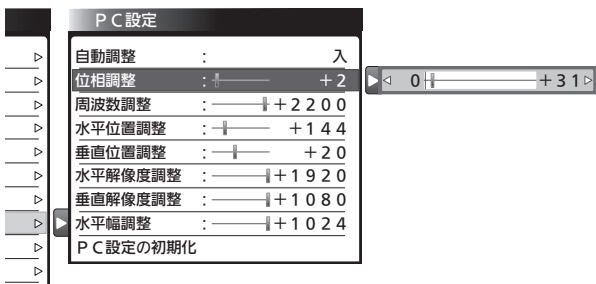 ＰＣ設定
自動調整 : 入
位相調整 : ＋２
周波数調整 : ＋２２００
水平位置調整 : ＋１４４
垂直位置調整 : ＋２０
水平解像度調整 : ＋１９２０
垂直解像度調整 : ＋１０８０
水平幅調整 : ＋１０２４
ＰＣ設定の初期化
０ ＋３１